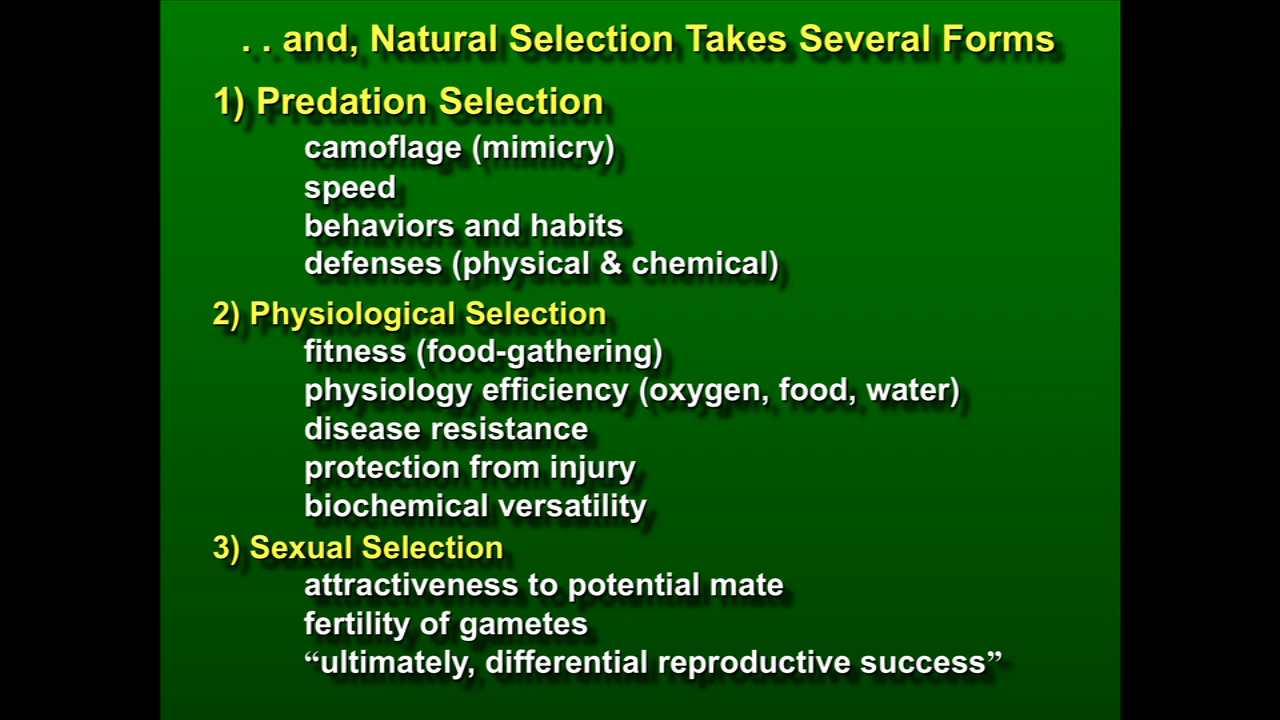 . . and, Natural Selection Takes Several Forms
1) Predation Selection
camoflage (mimicry)
speed
behaviors and habits
defenses (physical & chemical)
2) Physiological Selection
fitness (food-gathering)
physiology efficiency (oxygen, food, water)
disease resistance
protection from injury
biochemical versatility
3) Sexual Selection
attractiveness to potential mate
fertility of gametes
“ultimately, differential reproductive success”